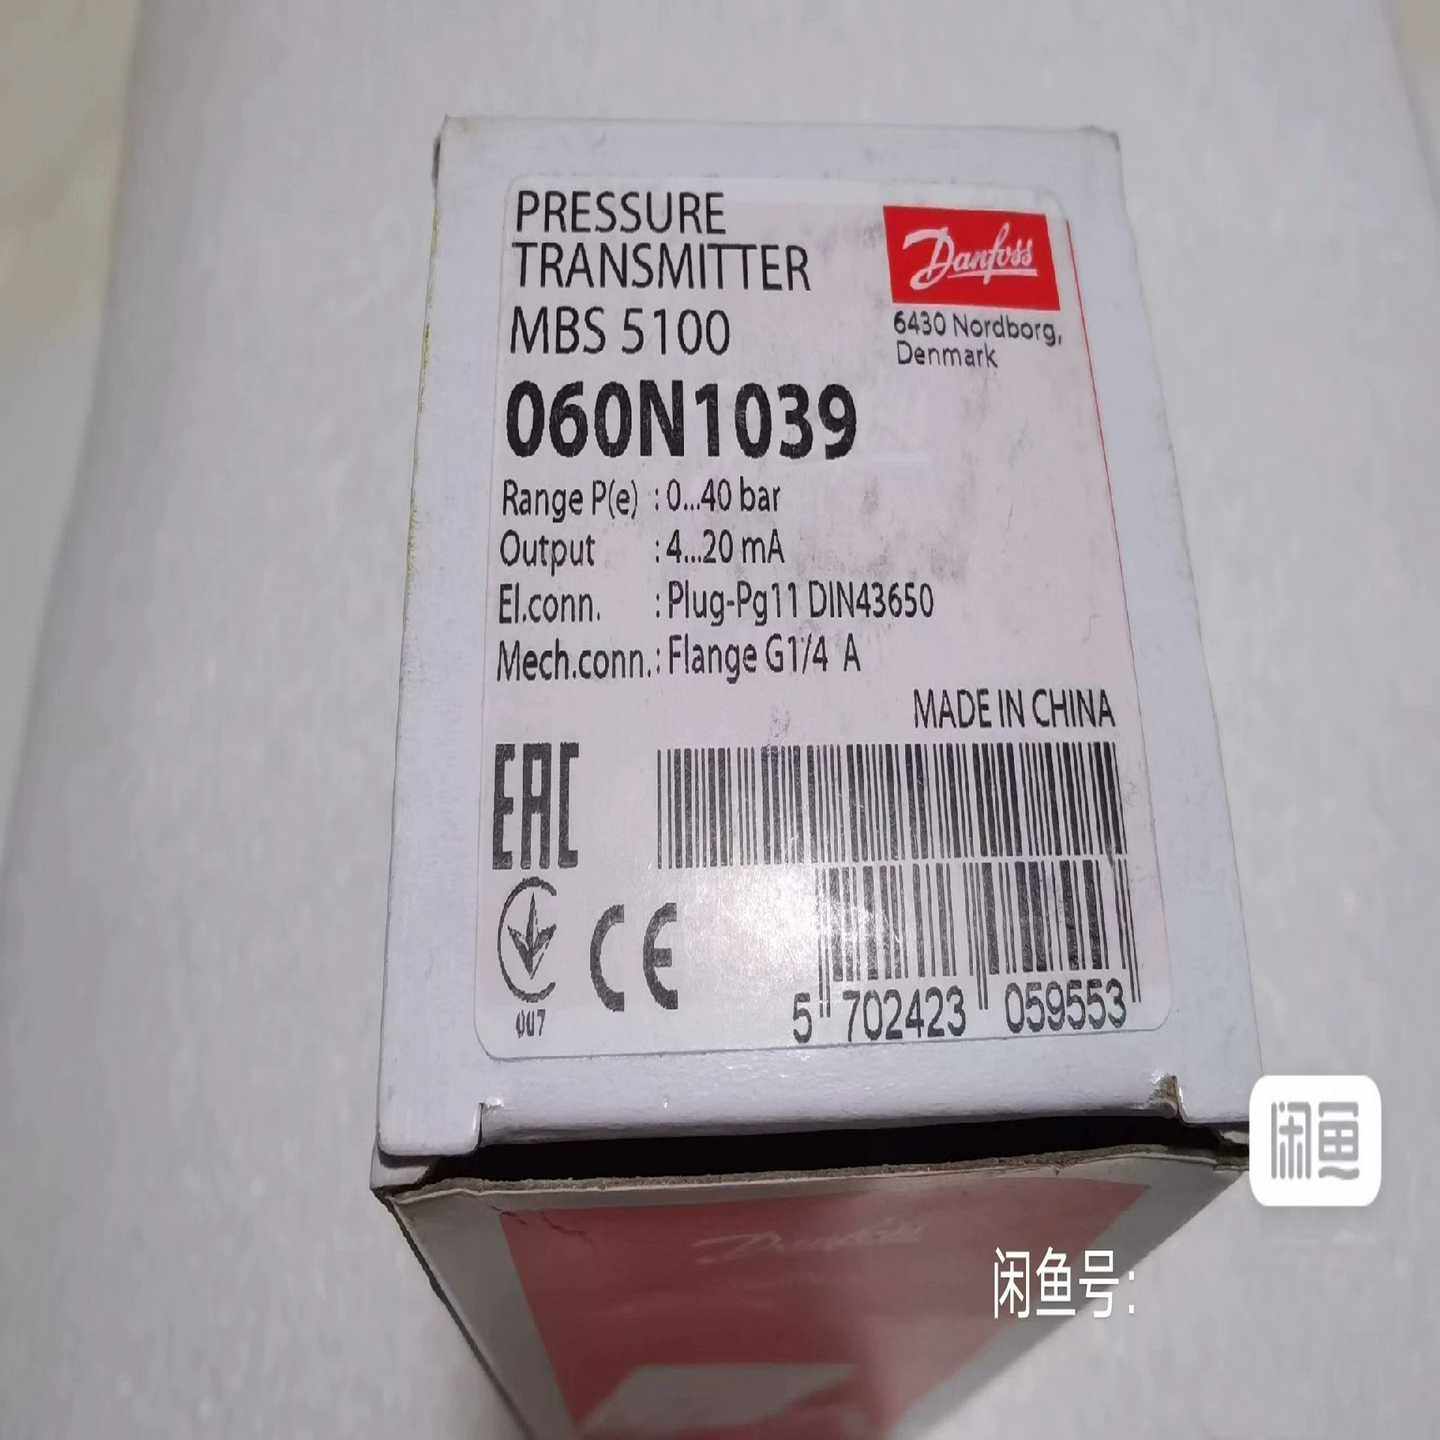 PRESSURE
TRANSMITTER
MBS 5100
Danfoss
6430 Nordborg,
Denmark
060N1039
Range P(e) : 0...40 bar
Output : 4...20 mA
El.conn. : Plug-Pg11 DIN43650
Mech.conn. : Flange G1/4 A
MADE IN CHINA
EAC
CE
007
5 702423 059553
Danfoss
闲鱼
闲鱼号: